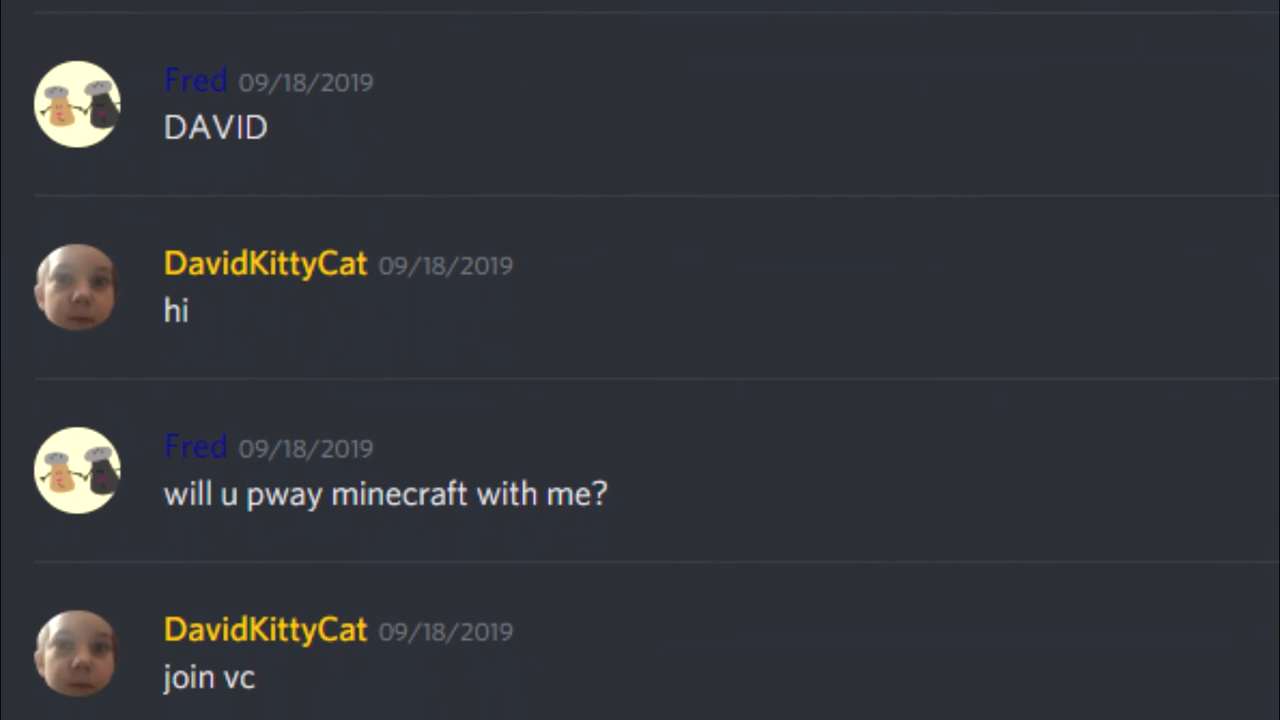 Fred 09/18/2019
DAVID
DavidKittyCat 09/18/2019
hi
Fred 09/18/2019
will u pway minecraft with me?
DavidKittyCat 09/18/2019
join vc